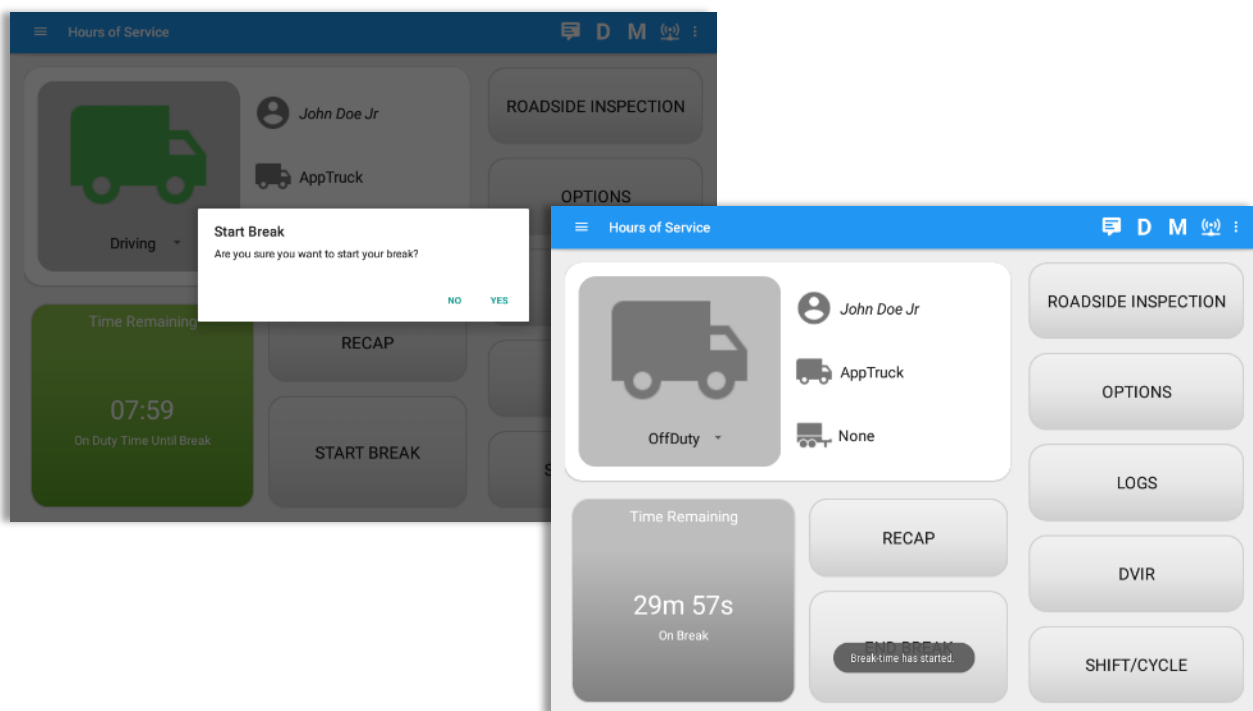 Hours of Service
D M
John Doe Jr
AppTruck
Driving
ROADSIDE INSPECTION
OPTIONS
Start Break
Are you sure you want to start your break?
NO YES
Time Remaining
07:59
On Duty Time Until Break
RECAP
START BREAK
S
Hours of Service
D M
John Doe Jr
AppTruck
None
OffDuty
ROADSIDE INSPECTION
OPTIONS
LOGS
DVIR
SHIFT/CYCLE
Time Remaining
29m 57s
On Break
RECAP
END BREAK
Break-time has started.